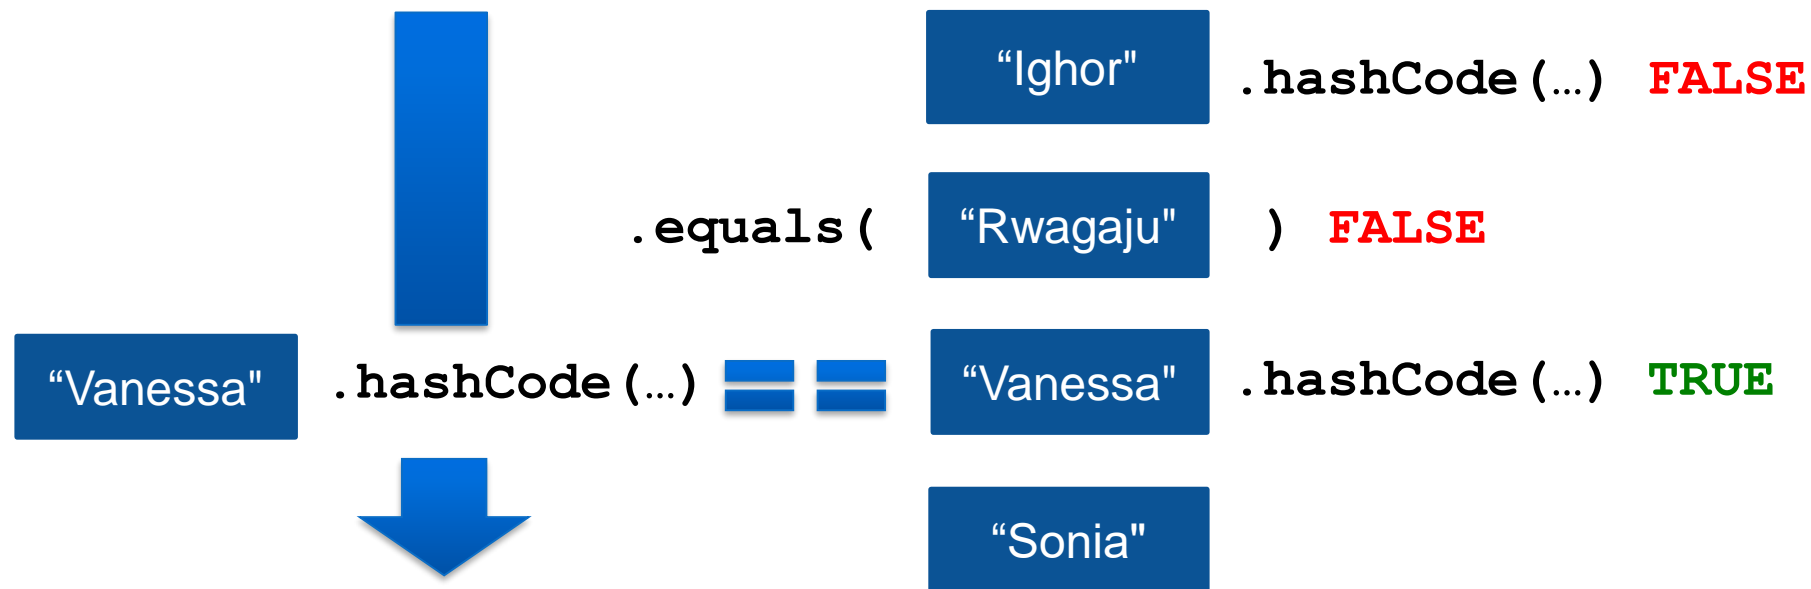 “Ighor" .hashCode(…) FALSE
.equals( “Rwagaju" ) FALSE
“Vanessa" .hashCode(…) == “Vanessa" .hashCode(…) TRUE
“Sonia"